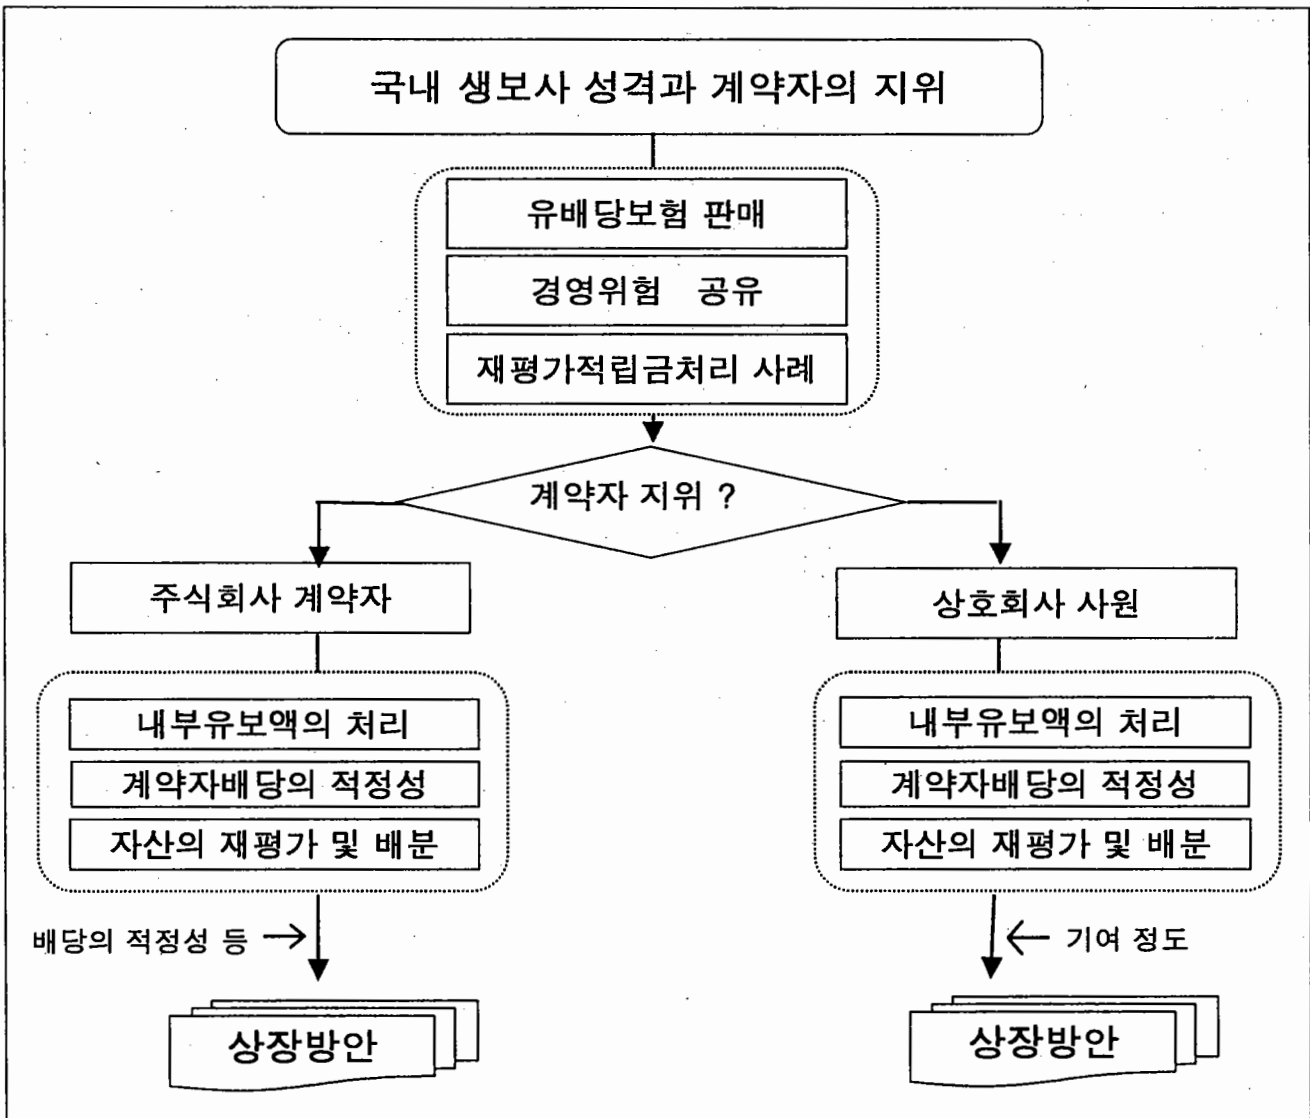 국내 생보사 성격과 계약자의 지위
유배당보험 판매
경영위험 공유
재평가적립금처리 사례
계약자 지위 ?
주식회사 계약자
내부유보액의 처리
계약자배당의 적정성
자산의 재평가 및 배분
배당의 적정성 등
상장방안
상호회사 사원
내부유보액의 처리
계약자배당의 적정성
자산의 재평가 및 배분
기여 정도
상장방안